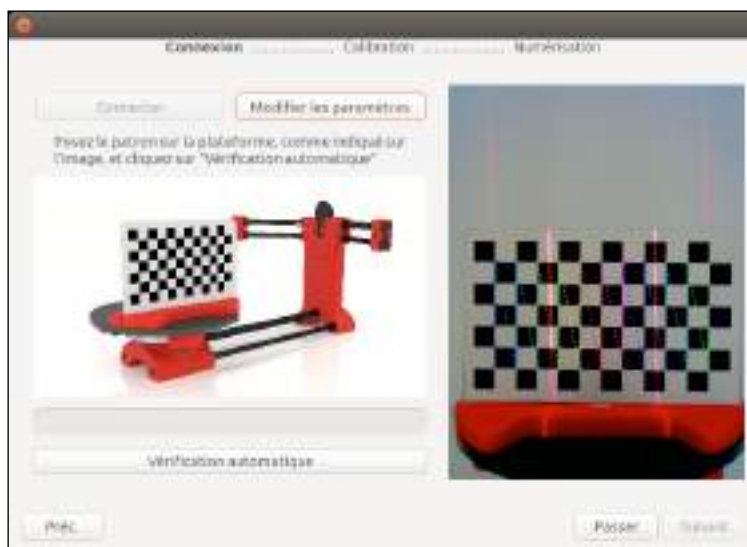 Connexion ............... Calibration ............... Numérisation
Connexion
Modifier les paramètres
Posez le patron sur la plateforme, comme indiqué sur
l'image, et cliquez sur "Vérification automatique"
Vérification automatique
Préc.
Passer
Suivant